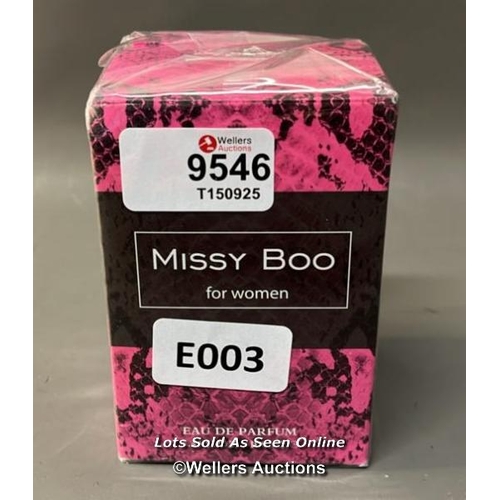 Wellers
Auctions
9546
T150925
MISSY BOO
for women
E003
EAU DE PARFUM
Lots Sold As Seen Online
©Wellers Auctions